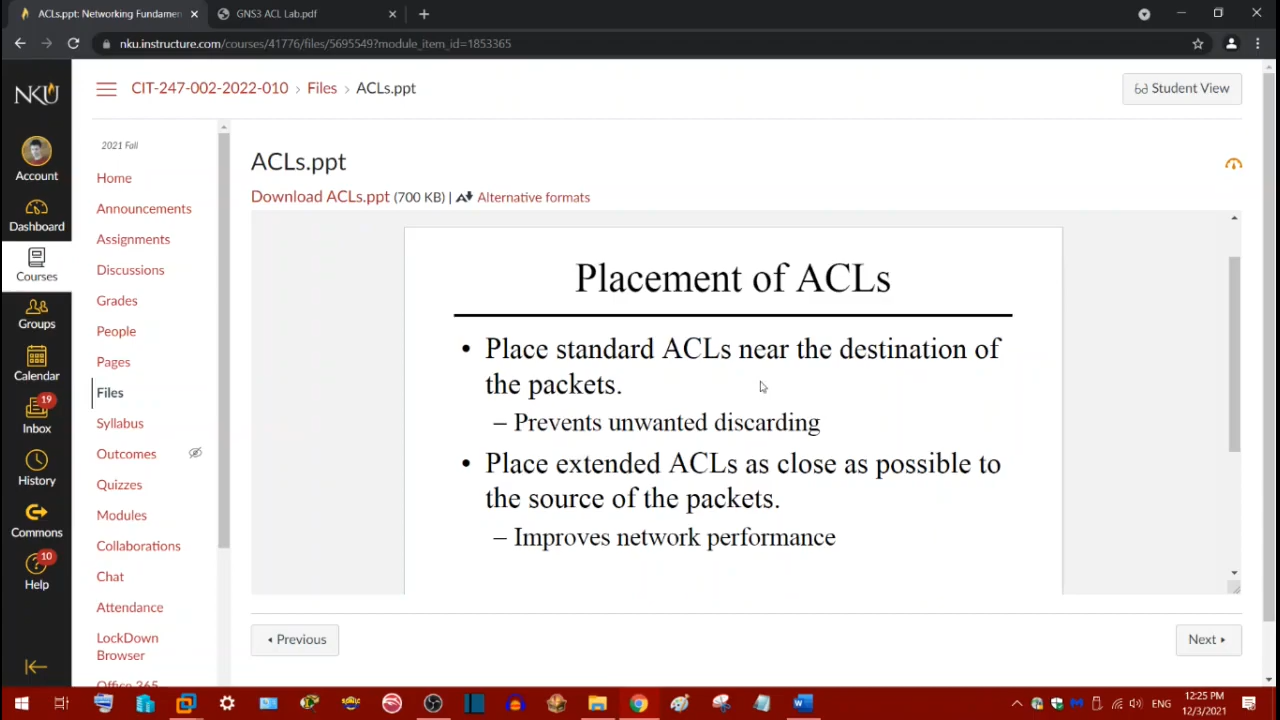 ACLs.ppt: Networking Fundamen
GNS3 ACL Lab.pdf
nku.instructure.com/courses/41776/files/5695549?module_item_id=1853365
NKU
CIT-247-002-2022-010 › Files › ACLs.ppt
Student View
Account
Dashboard
Courses
Groups
Calendar
19
Inbox
History
Commons
10
Help
2021 Fall
Home
Announcements
Assignments
Discussions
Grades
People
Pages
Files
Syllabus
Outcomes
Quizzes
Modules
Collaborations
Chat
Attendance
LockDown
Browser
Office 365
ACLs.ppt
Download ACLs.ppt (700 KB) | Alternative formats
Placement of ACLs
• Place standard ACLs near the destination of
the packets.
– Prevents unwanted discarding
• Place extended ACLs as close as possible to
the source of the packets.
– Improves network performance
◂ Previous
Next ▸
ENG
12:25 PM
12/3/2021